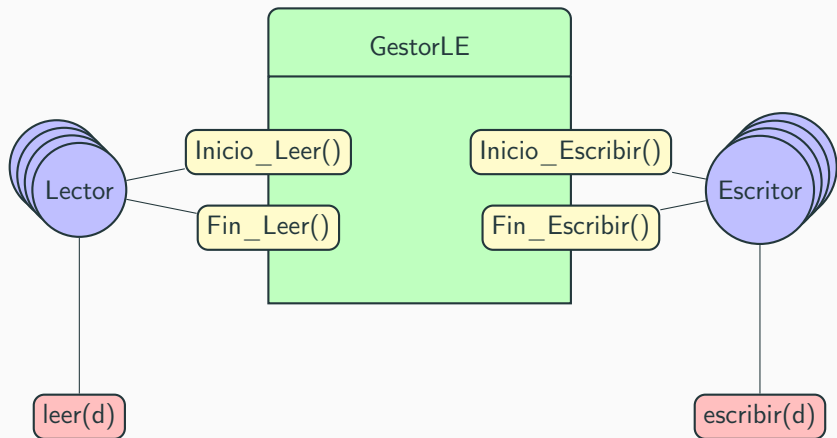 GestorLE
Inicio_Leer()
Inicio_Escribir()
Lector
Escritor
Fin_Leer()
Fin_Escribir()
leer(d)
escribir(d)